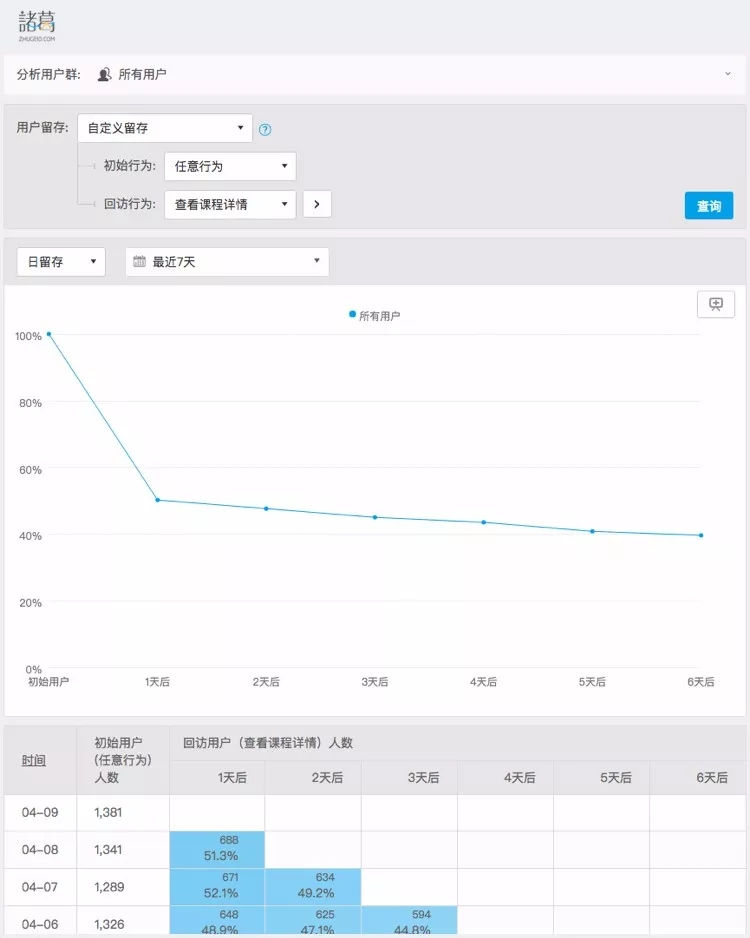 諸葛
ZHUGEIO.COM
分析用户群: 所有用户
用户留存: 自定义留存 ?
初始行为: 任意行为
回访行为: 查看课程详情
查询
日留存 最近7天
所有用户
100%
80%
60%
40%
20%
0%
初始用户 1天后 2天后 3天后 4天后 5天后 6天后
时间 初始用户(任意行为)人数 回访用户（查看课程详情）人数
1天后 2天后 3天后 4天后 5天后 6天后
04-09 1,381
04-08 1,341 688 51.3%
04-07 1,289 671 52.1% 634 49.2%
04-06 1,326 648 48.9% 625 47.1% 594 44.8%